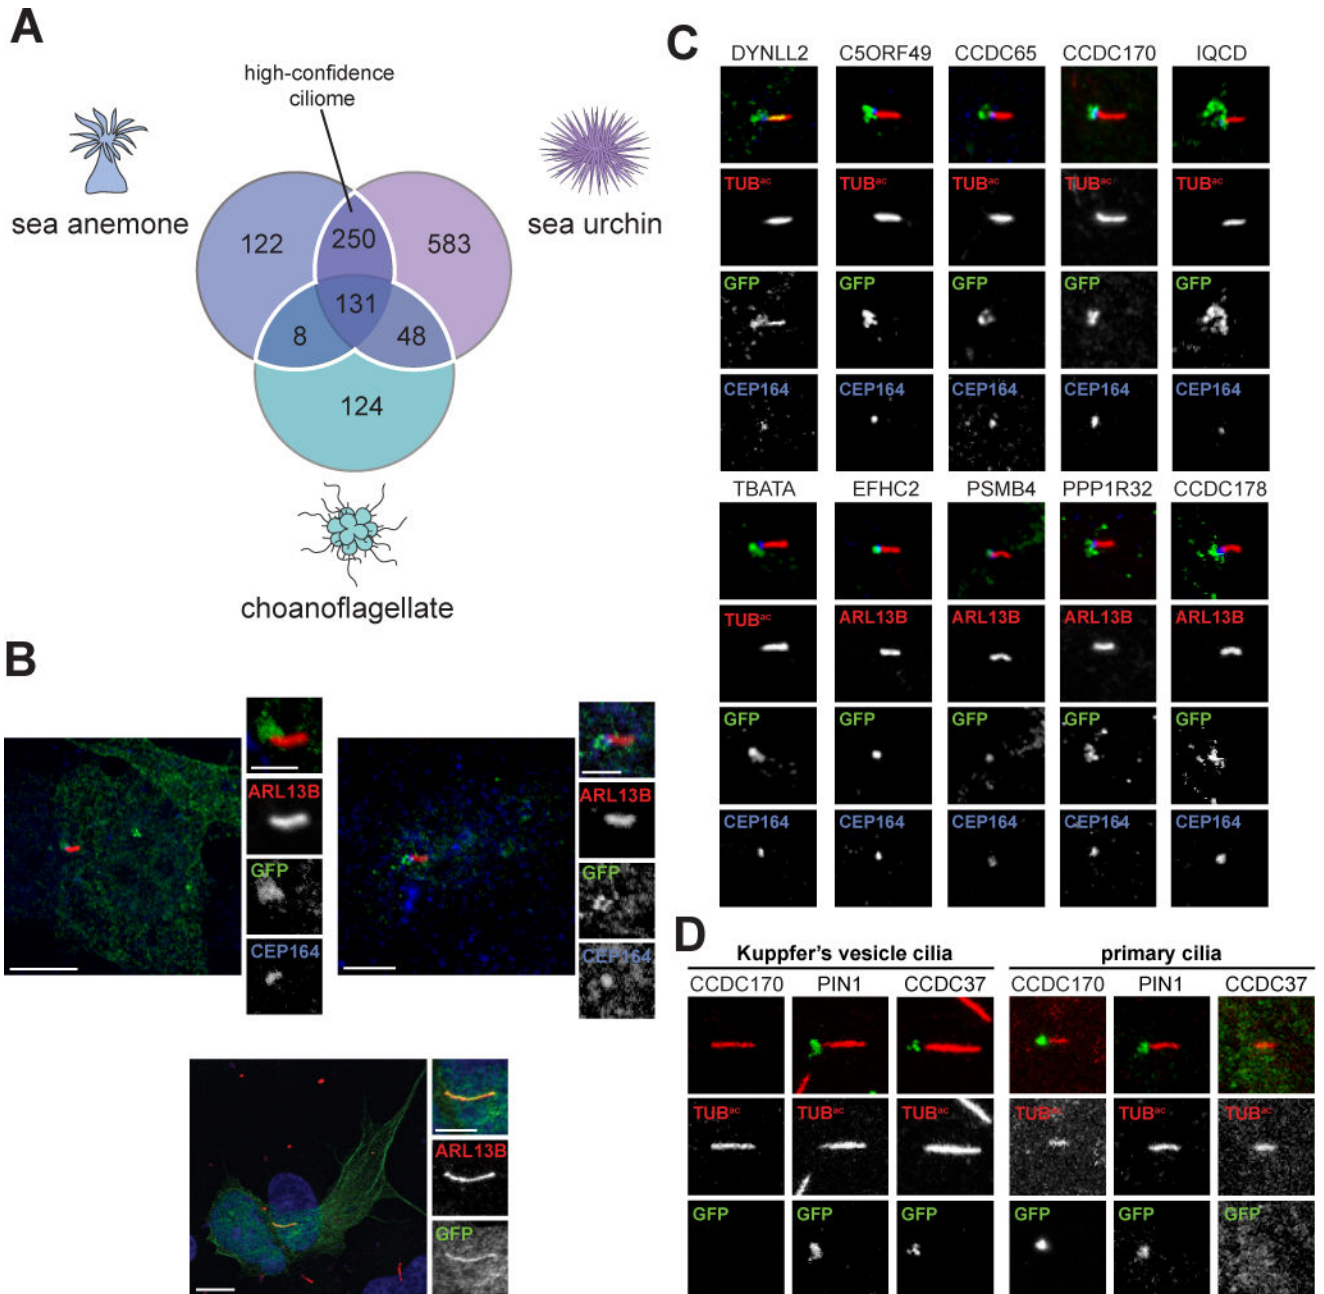 A
high-confidence
ciliome
sea anemone
sea urchin
122
250
583
131
8
48
124
choanoflagellate
B
ARL13B
GFP
CEP164
ARL13B
GFP
CEP164
ARL13B
GFP
C
DYNLL2 C5ORF49 CCDC65 CCDC170 IQCD
TUBac TUBac TUBac TUBac TUBac
GFP GFP GFP GFP GFP
CEP164 CEP164 CEP164 CEP164 CEP164
TBATA EFHC2 PSMB4 PPP1R32 CCDC178
TUBac ARL13B ARL13B ARL13B ARL13B
GFP GFP GFP GFP GFP
CEP164 CEP164 CEP164 CEP164 CEP164
D
Kuppfer's vesicle cilia primary cilia
CCDC170 PIN1 CCDC37 CCDC170 PIN1 CCDC37
TUBac TUBac TUBac TUBac TUBac TUBac
GFP GFP GFP GFP GFP GFP